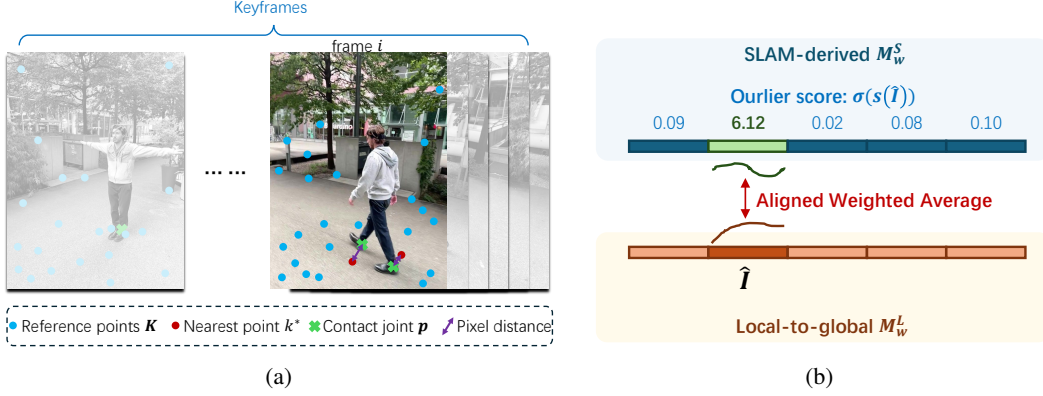 Keyframes
frame i
... ...
Reference points K
Nearest point k*
Contact joint p
Pixel distance
(a)
SLAM-derived M_w^S
Ourlier score: σ(s(Î))
0.09 6.12 0.02 0.08 0.10
Aligned Weighted Average
Î
Local-to-global M_w^L
(b)